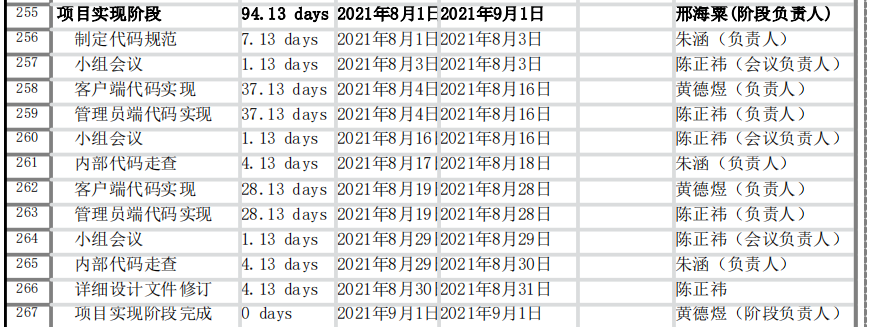 255 项目实现阶段 94.13 days 2021年8月1日 2021年9月1日 邢海粟(阶段负责人)
256 制定代码规范 7.13 days 2021年8月1日 2021年8月3日 朱涵（负责人）
257 小组会议 1.13 days 2021年8月3日 2021年8月3日 陈正祎（会议负责人）
258 客户端代码实现 37.13 days 2021年8月4日 2021年8月16日 黄德煜（负责人）
259 管理员端代码实现 37.13 days 2021年8月4日 2021年8月16日 陈正祎（负责人）
260 小组会议 1.13 days 2021年8月16 2021年8月16日 陈正祎（会议负责人）
261 内部代码走查 4.13 days 2021年8月17 2021年8月18日 朱涵（负责人）
262 客户端代码实现 28.13 days 2021年8月19 2021年8月28日 黄德煜（负责人）
263 管理员端代码实现 28.13 days 2021年8月19 2021年8月28日 陈正祎（负责人）
264 小组会议 1.13 days 2021年8月29 2021年8月29日 陈正祎（会议负责人）
265 内部代码走查 4.13 days 2021年8月29 2021年8月30日 朱涵（负责人）
266 详细设计文件修订 4.13 days 2021年8月30 2021年8月31日 陈正祎
267 项目实现阶段完成 0 days 2021年9月1日 2021年9月1日 黄德煜（阶段负责人）